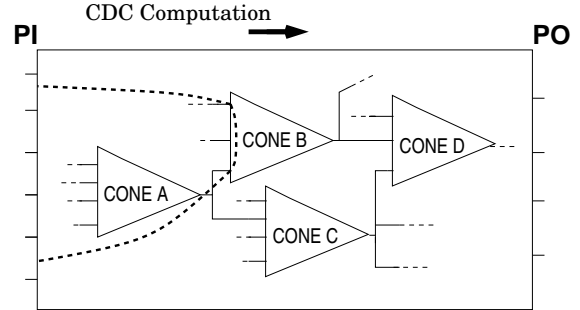 CDC Computation
PI
PO
CONE B
CONE D
CONE A
CONE C